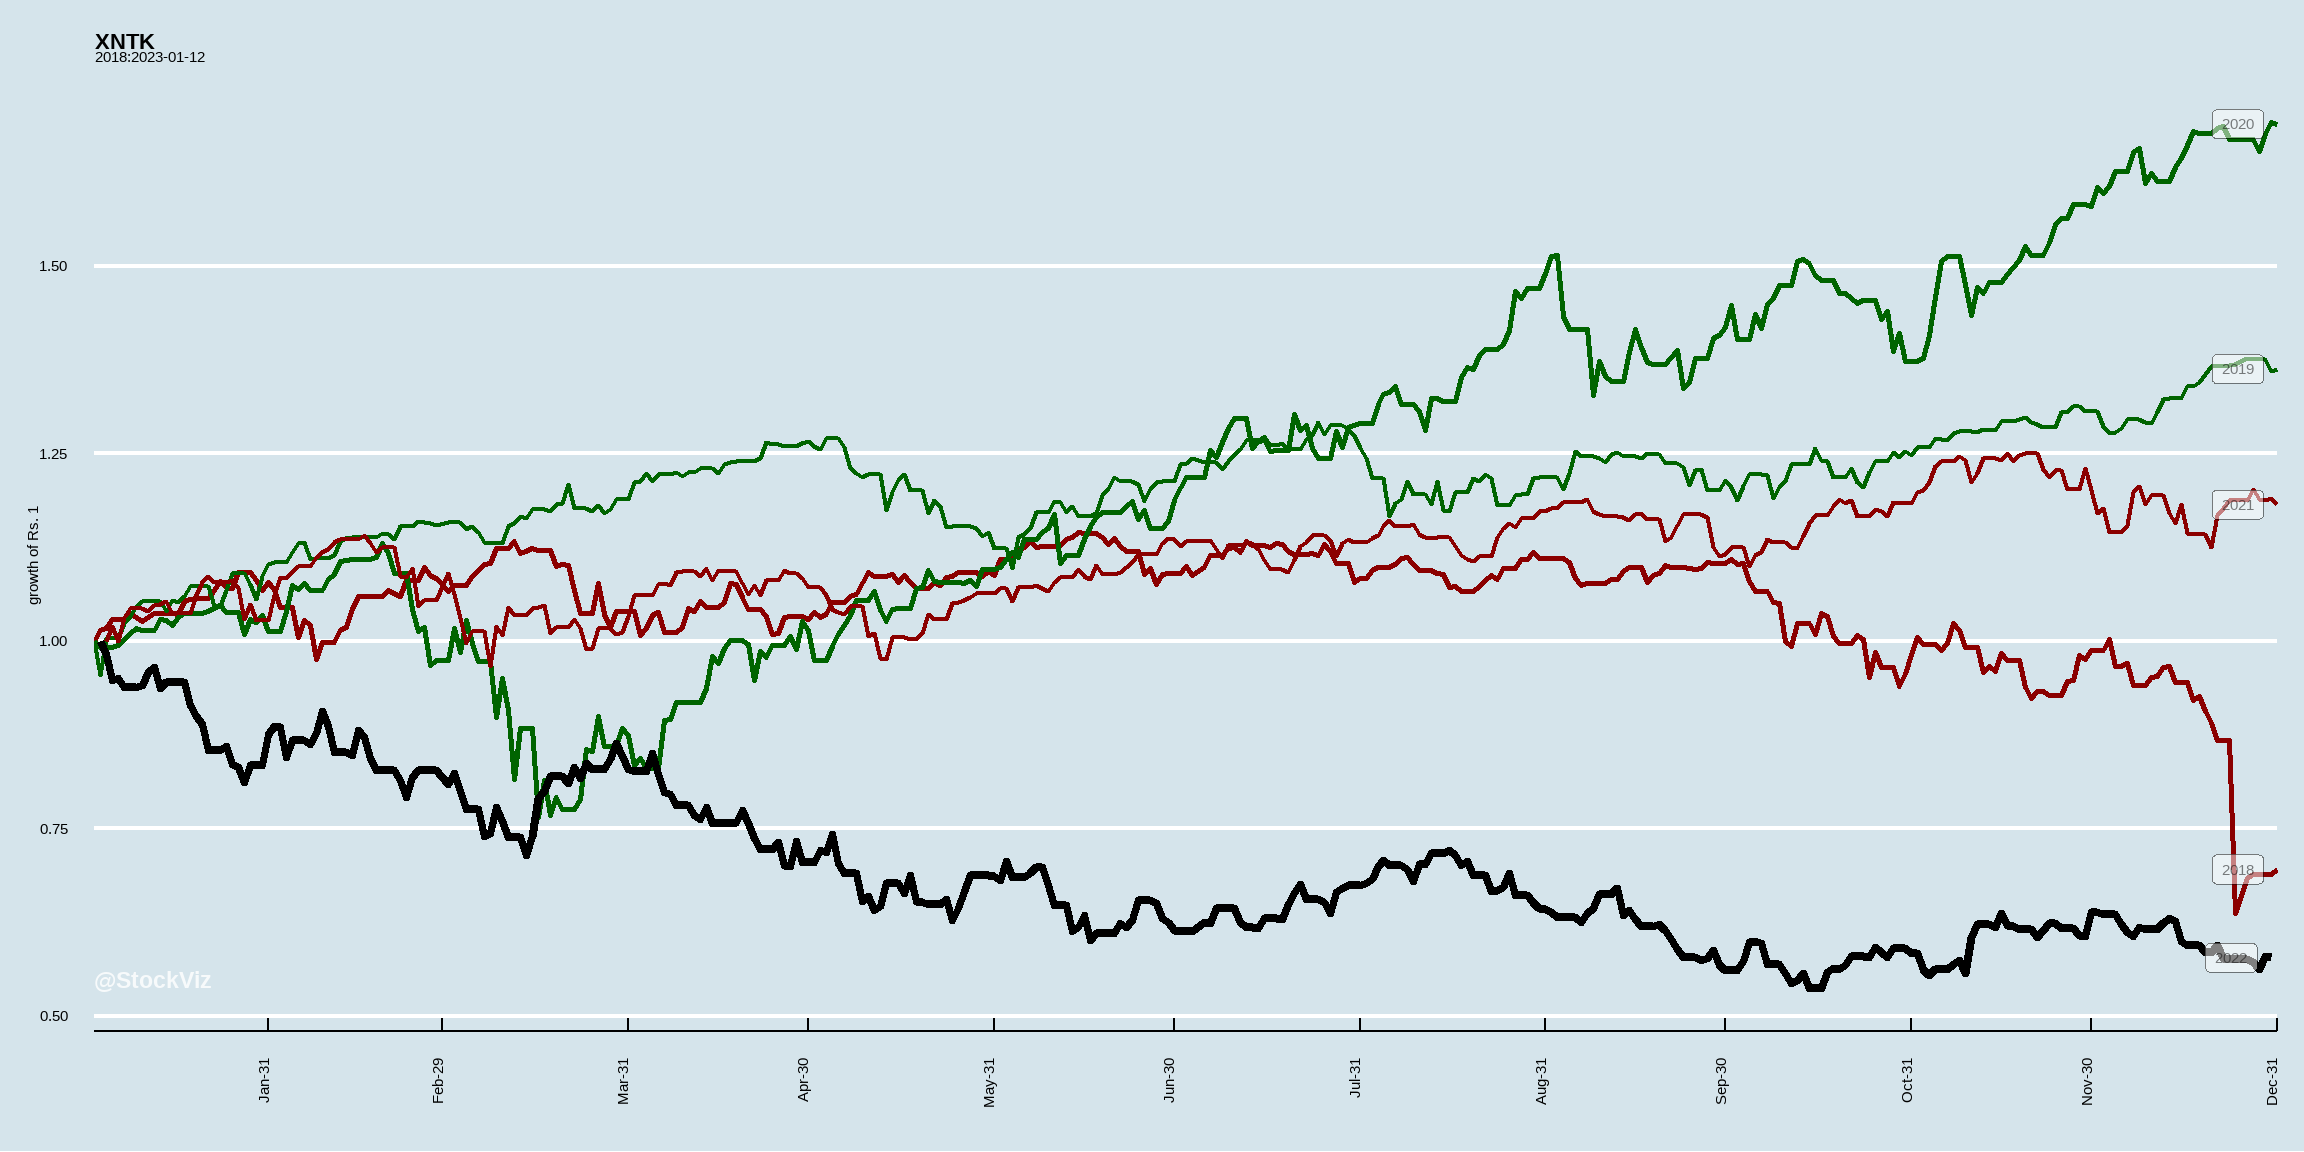 XNTK
2018:2023-01-12
growth of Rs. 1
1.50
1.25
1.00
0.75
0.50
2020
2019
2021
2018
2022
@StockViz
Jan-31
Feb-29
Mar-31
Apr-30
May-31
Jun-30
Jul-31
Aug-31
Sep-30
Oct-31
Nov-30
Dec-31